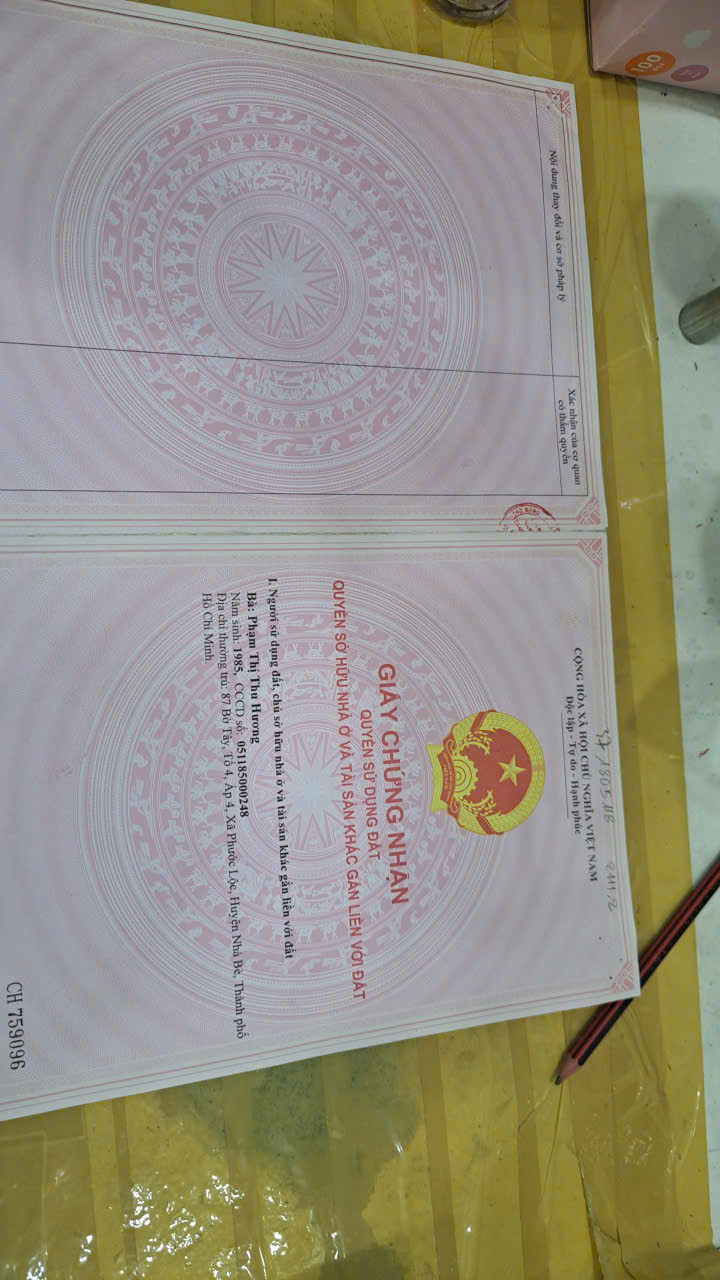 Nội dung thay đổi và cơ sở pháp lý
Xác nhận của cơ quan
có thẩm quyền
CỘNG HÒA XÃ HỘI CHỦ NGHĨA VIỆT NAM
Độc lập - Tự do - Hạnh phúc
GIẤY CHỨNG NHẬN
QUYỀN SỬ DỤNG ĐẤT
QUYỀN SỞ HỮU NHÀ Ở VÀ TÀI SẢN KHÁC GẮN LIỀN VỚI ĐẤT
I. Người sử dụng đất, chủ sở hữu nhà ở và tài sản khác gắn liền với đất
Bà: Phạm Thị Thu Hương
Năm sinh: 1985, CCCD số: 051185000248
Địa chỉ thường trú: 87 Bờ Tây, Tổ 4, Ấp 4, Xã Phước Lộc, Huyện Nhà Bè, Thành phố
Hồ Chí Minh.
CH 759096
100